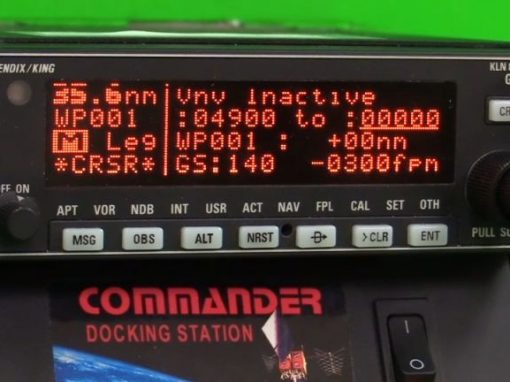 ENDIX/KING
KLN
35.6nm Vnv Inactive
WP001 :04900 to :00000
M Leg WP001 : +00nm
*CRSR* GS:140 -0300fpm
CR
OFF ON
PULL
APT VOR NDB INT USR ACT NAV FPL CAL SET OTH
MSG OBS ALT NRST D >CLR ENT
COMMANDER
DOCKING STATION